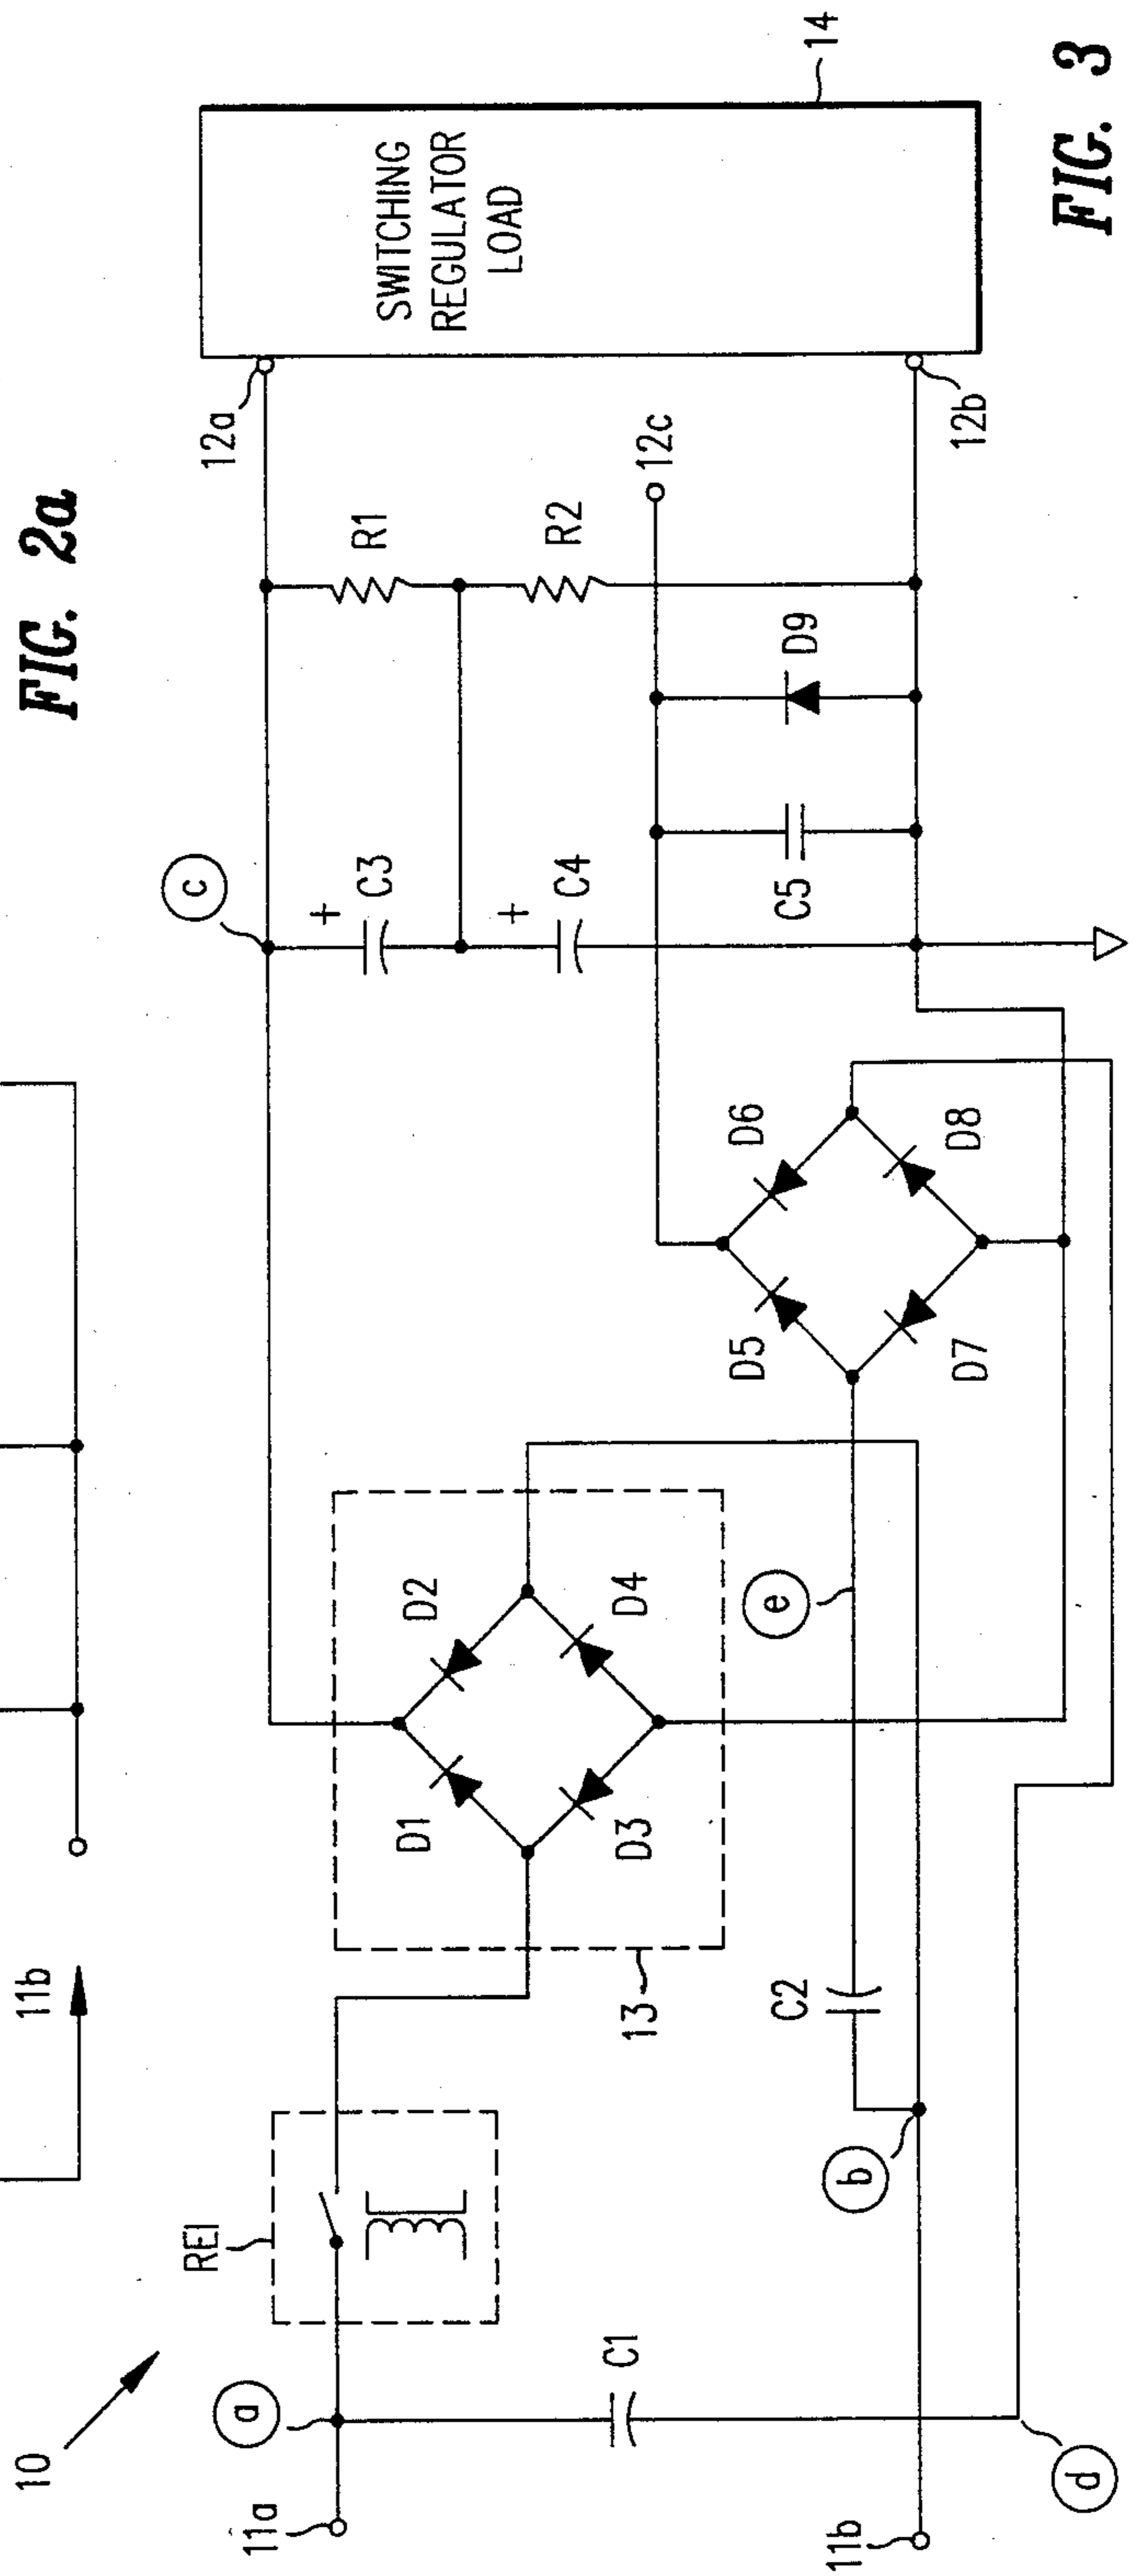 11b
FIG. 2a
10
11a
a
REI
C1
d
11b
b
C2
13
D1
D2
D3
D4
e
c
D5
D6
D7
D8
+
C3
+
C4
C5
D9
R1
R2
12a
12c
12b
SWITCHING
REGULATOR
LOAD
14
FIG. 3